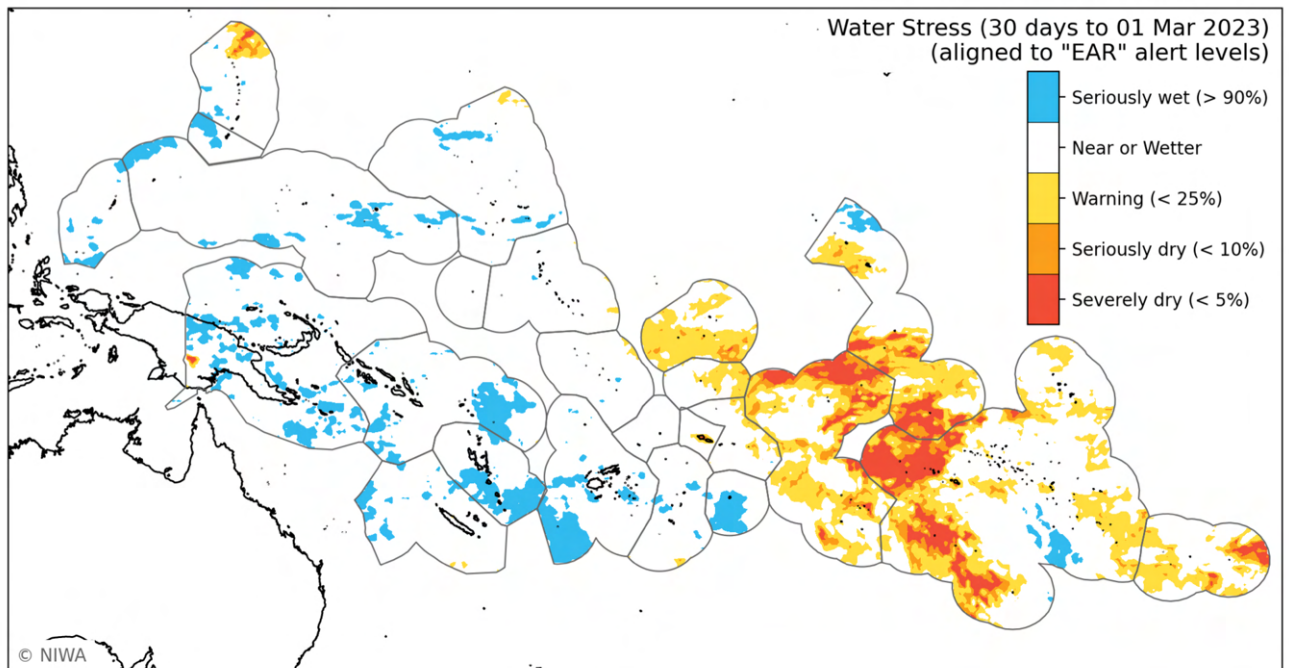 Water Stress (30 days to 01 Mar 2023)
(aligned to "EAR" alert levels)
Seriously wet (> 90%)
Near or Wetter
Warning (< 25%)
Seriously dry (< 10%)
Severely dry (< 5%)
© NIWA